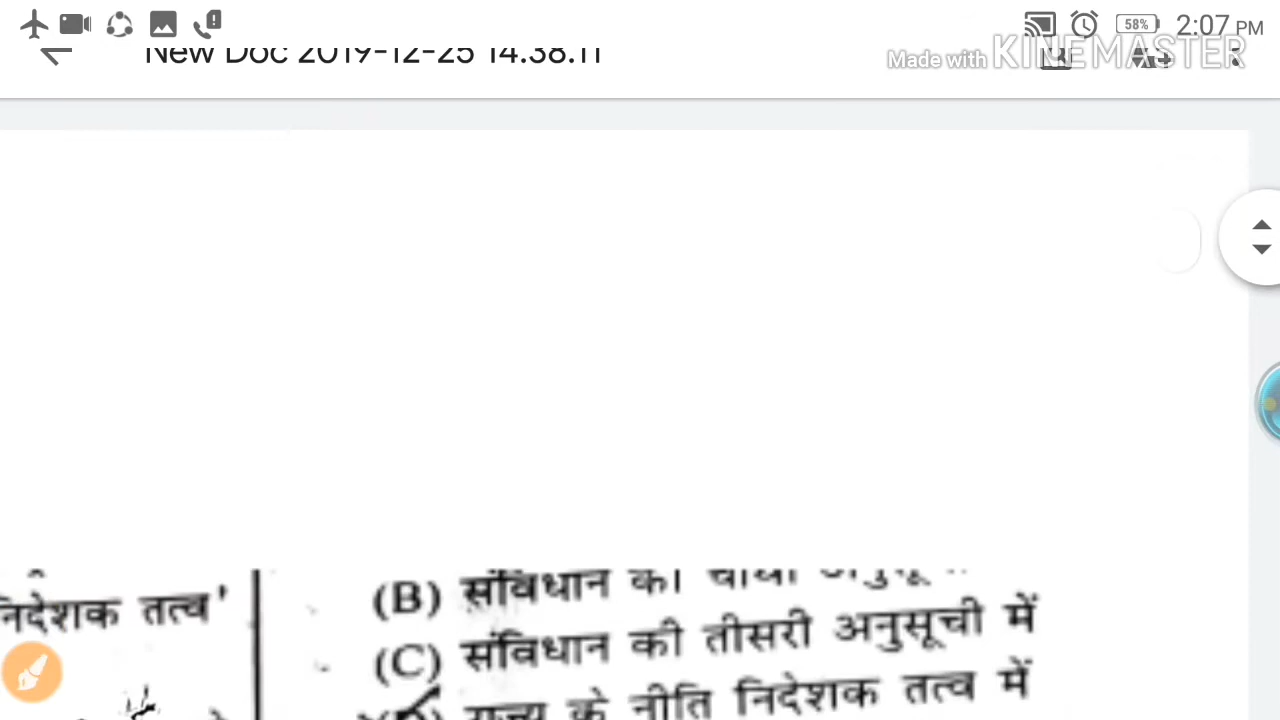 58%
2:07 PM
New Doc 2019-12-25 14.38.11
Made with KINEMASTER
निदेशक तत्व'
(B) संविधान की चौथी
(C) संविधान की तीसरी अनुसूची में
(D) राज्य के नीति निदेशक तत्व में